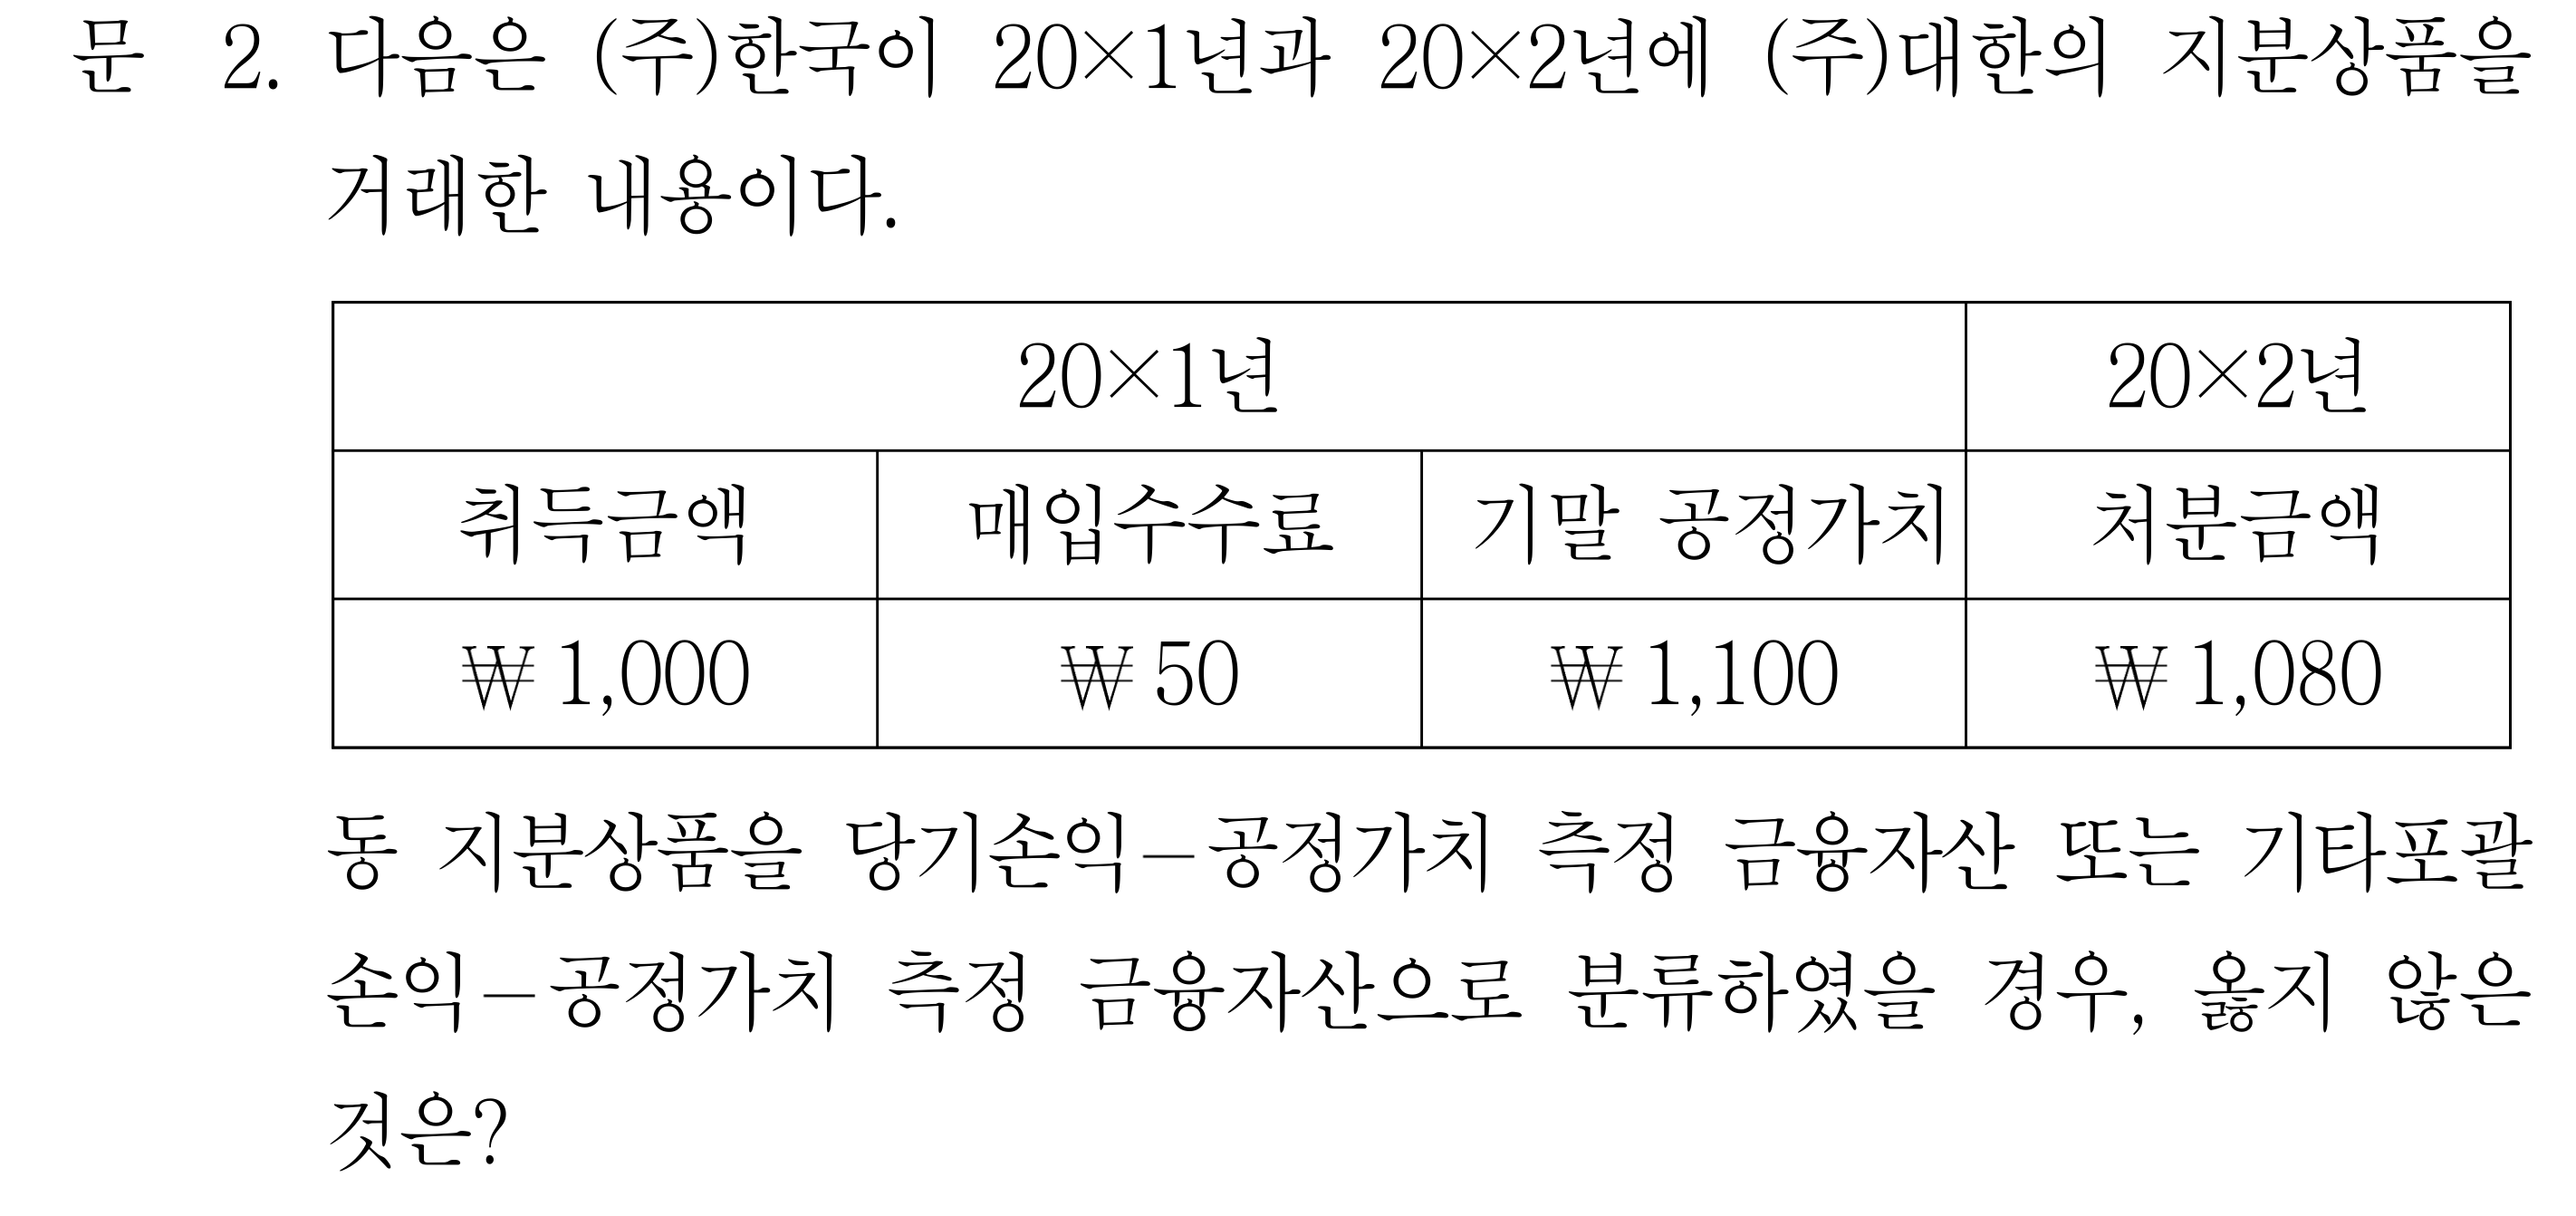 문 2. 다음은 (주)한국이 20×1년과 20×2년에 (주)대한의 지분상품을
거래한 내용이다.
20×1년 20×2년
취득금액 매입수수료 기말 공정가치 처분금액
₩1,000 ₩50 ₩1,100 ₩1,080
동 지분상품을 당기손익-공정가치 측정 금융자산 또는 기타포괄
손익-공정가치 측정 금융자산으로 분류하였을 경우, 옳지 않은
것은?